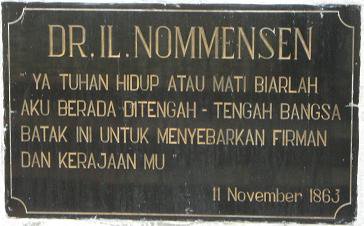 DR. IL. NOMMENSEN
" YA TUHAN HIDUP ATAU MATI BIARLAH
AKU BERADA DITENGAH - TENGAH BANGSA
BATAK INI UNTUK MENYEBARKAN FIRMAN
DAN KERAJAAN MU "
11 November 1863